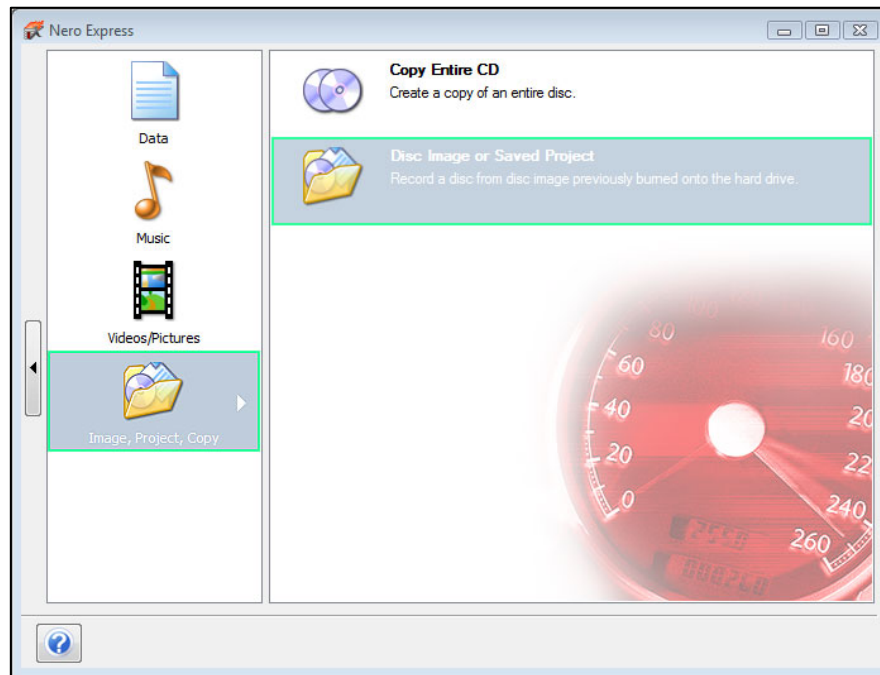 Nero Express
Data
Music
Videos/Pictures
Image, Project, Copy
Copy Entire CD
Create a copy of an entire disc.
Disc Image or Saved Project
Record a disc from disc image previously burned onto the hard drive.
80
100
160
60
180
40
20
20
22
0
240
260
2550
000260